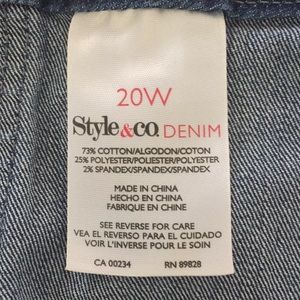 20W
Style&co. DENIM
73% COTTON/ALGODON/COTON
25% POLYESTER/POLIESTER/POLYESTER
2% SPANDEX/SPANDEX/SPANDEX
MADE IN CHINA
HECHO EN CHINA
FABRIQUE EN CHINE
SEE REVERSE FOR CARE
VEA EL REVERSO PARA EL CUIDADO
VOIR L'INVERSE POUR LE SOIN
CA 00234 RN 89828